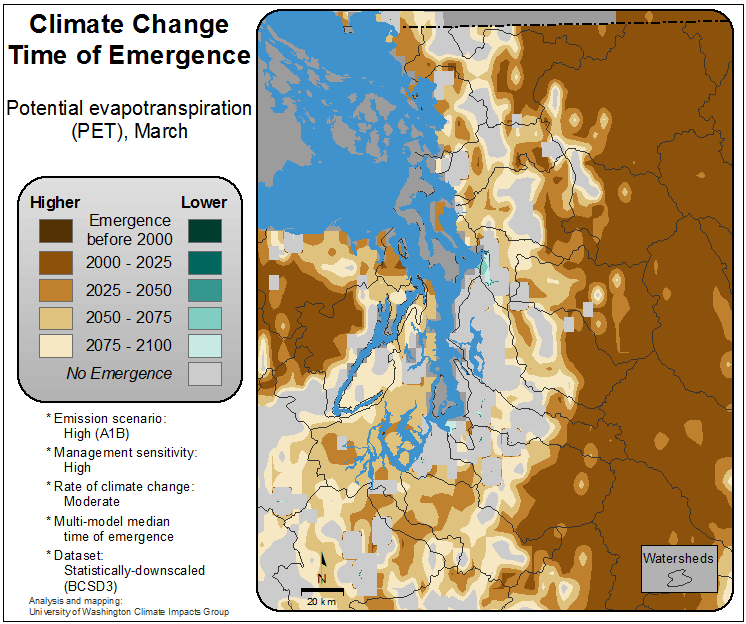 Climate Change
Time of Emergence
Potential evapotranspiration
(PET), March
Higher Lower
Emergence
before 2000
2000 - 2025
2025 - 2050
2050 - 2075
2075 - 2100
No Emergence
* Emission scenario:
High (A1B)
* Management sensitivity:
High
* Rate of climate change:
Moderate
* Multi-model median
time of emergence
* Dataset:
Statistically-downscaled
(BCSD3)
Analysis and mapping:
University of Washington Climate Impacts Group
N
20 km
Watersheds